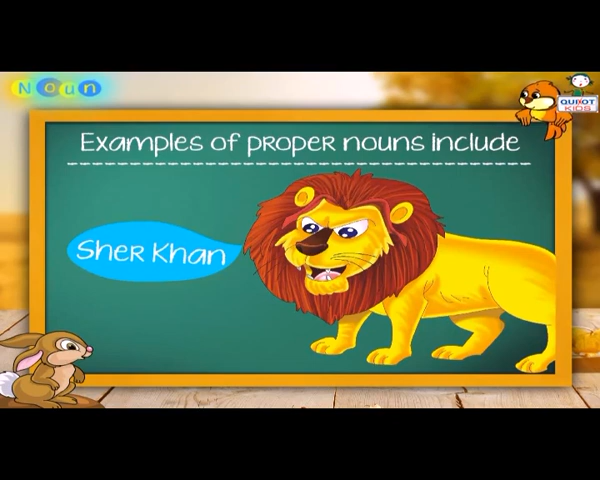 Noun
QUIXOT
KIDS
Examples of proper nouns include
Sher Khan